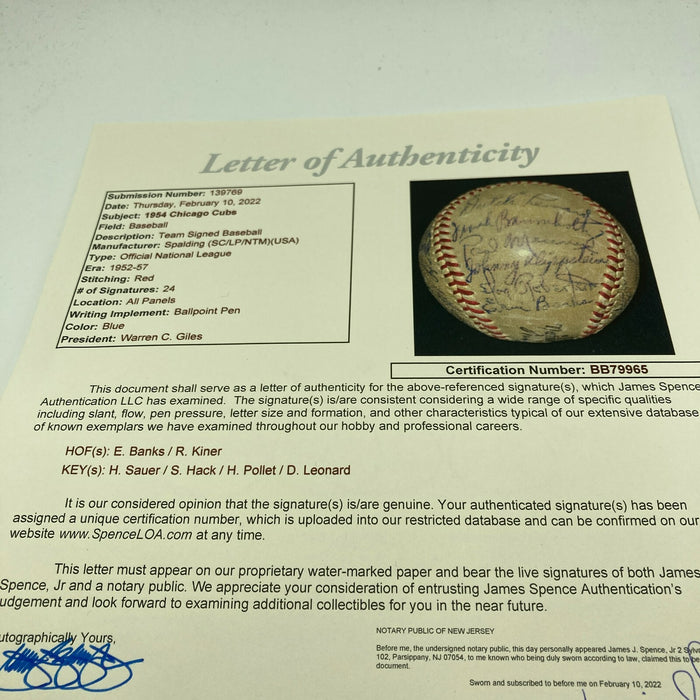 Letter of Authenticity
Submission Number: 139769
Date: Thursday, February 10, 2022
Subject: 1954 Chicago Cubs
Field: Baseball
Description: Team Signed Baseball
Manufacturer: Spalding (SC/LP/NTM)(USA)
Type: Official National League
Era: 1952-57
Stitching: Red
# of Signatures: 24
Location: All Panels
Writing Implement: Ballpoint Pen
Color: Blue
President: Warren C. Giles
Frank Baumholtz
Paul
Johnny Klippstein
Robertson
Ernie Banks
Certification Number: BB79965
This document shall serve as a letter of authenticity for the above-referenced signature(s), which James Spence
Authentication LLC has examined. The signature(s) is/are consistent considering a wide range of specific qualities
including slant, flow, pen pressure, letter size and formation, and other characteristics typical of our extensive database
of known exemplars we have examined throughout our hobby and professional careers.
HOF(s): E. Banks / R. Kiner
KEY(s): H. Sauer / S. Hack / H. Pollet / D. Leonard
It is our considered opinion that the signature(s) is/are genuine. Your authenticated signature(s) has been
assigned a unique certification number, which is uploaded into our restricted database and can be confirmed on our
website www.SpenceLOA.com at any time.
This letter must appear on our proprietary water-marked paper and bear the live signatures of both James
Spence, Jr and a notary public. We appreciate your consideration of entrusting James Spence Authentication's
udgement and look forward to examining additional collectibles for you in the near future.
utographically Yours,
NOTARY PUBLIC OF NEW JERSEY
Before me, the undersigned notary public, this day personally appeared James J. Spence, Jr 2 Sylv
102, Parsippany, NJ 07054, to me known who being duly sworn according to law, claimed this to
document.
Sworn and subscribed to before me on February 10, 2022